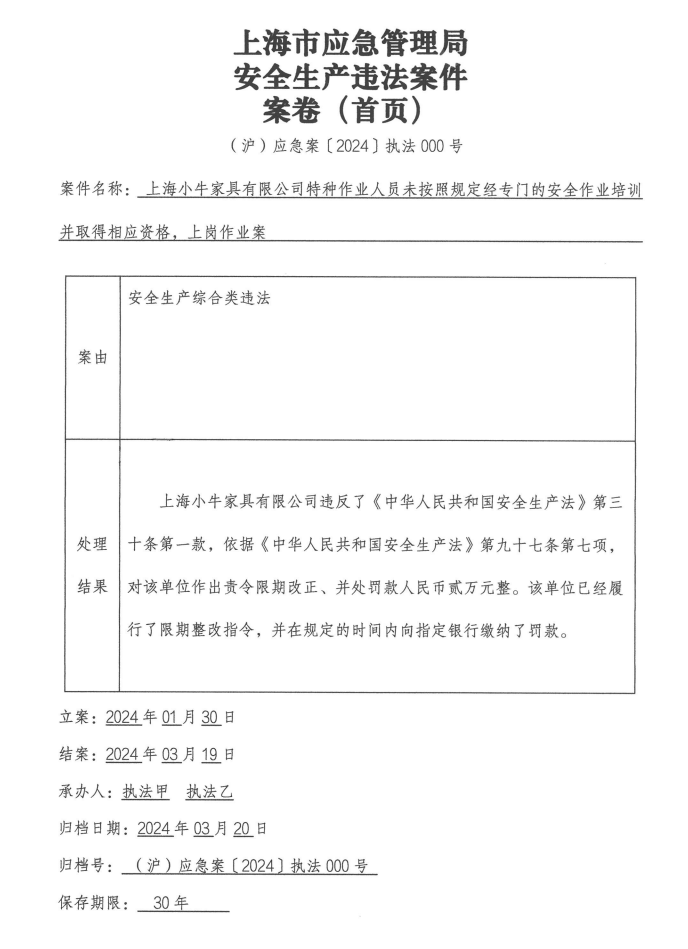 上海市应急管理局
安全生产违法案件
案卷（首页）
（沪）应急案〔2024〕执法 000 号
案件名称： 上海小牛家具有限公司特种作业人员未按照规定经专门的安全作业培训
并取得相应资格，上岗作业案
案由
安全生产综合类违法
处理
结果
上海小牛家具有限公司违反了《中华人民共和国安全生产法》第三
十条第一款，依据《中华人民共和国安全生产法》第九十七条第七项，
对该单位作出责令限期改正、并处罚款人民币贰万元整。该单位已经履
行了限期整改指令，并在规定的时间内向指定银行缴纳了罚款。
立案：2024 年 01 月 30 日
结案：2024 年 03 月 19 日
承办人：执法甲 执法乙
归档日期：2024 年 03 月 20 日
归档号：（沪）应急案〔2024〕执法 000 号
保存期限： 30 年